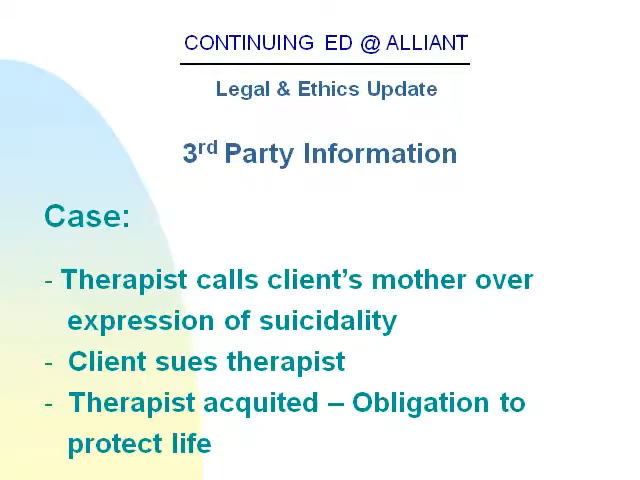 CONTINUING ED @ ALLIANT
Legal & Ethics Update
3rd Party Information
Case:
- Therapist calls client's mother over
expression of suicidality
- Client sues therapist
- Therapist acquited – Obligation to
protect life